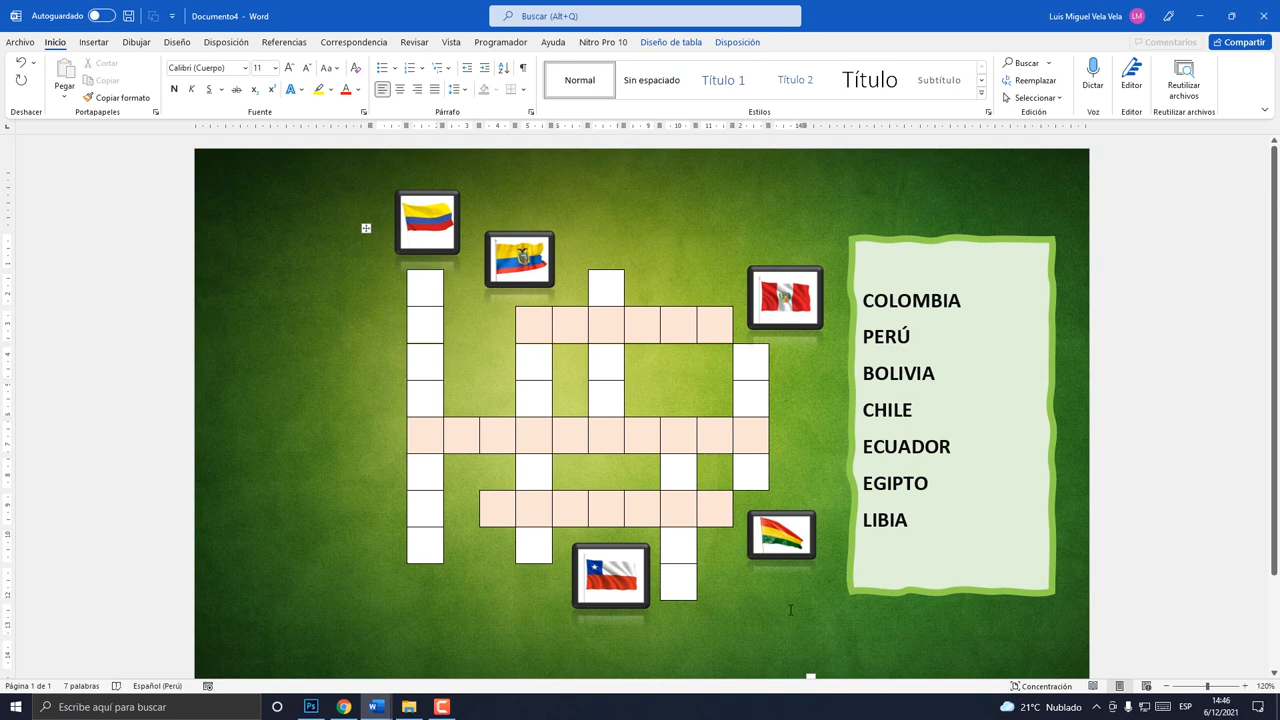 Autoguardado
Documento4 - Word
Buscar (Alt+Q)
Luis Miguel Vela Vela
LM
Archivo Inicio Insertar Dibujar Diseño Disposición Referencias Correspondencia Revisar Vista Programador Ayuda Nitro Pro 10 Diseño de tabla Disposición
Comentarios
Compartir
Deshacer
Pegar
Cortar
Copiar
Copiar formato
Portapapeles
Calibri (Cuerpo) 11
Fuente
Párrafo
Normal
Sin espaciado
Título 1
Título 2
Título
Subtítulo
Estilos
Buscar
Reemplazar
Seleccionar
Edición
Dictar
Voz
Editor
Editor
Reutilizar archivos
Reutilizar archivos
COLOMBIA
PERÚ
BOLIVIA
CHILE
ECUADOR
EGIPTO
LIBIA
Página 1 de 1 7 palabras Español (Perú)
Concentración
120%
Escribe aquí para buscar
21°C Nublado
ESP
14:46
6/12/2021